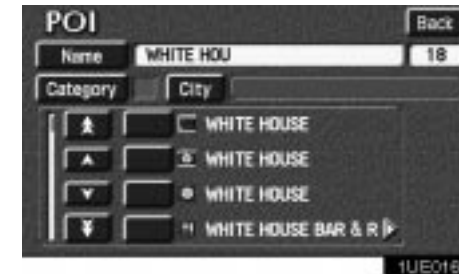 POI Back
Name WHITE HOU 18
Category City
WHITE HOUSE
WHITE HOUSE
WHITE HOUSE
WHITE HOUSE BAR & R
1UE016